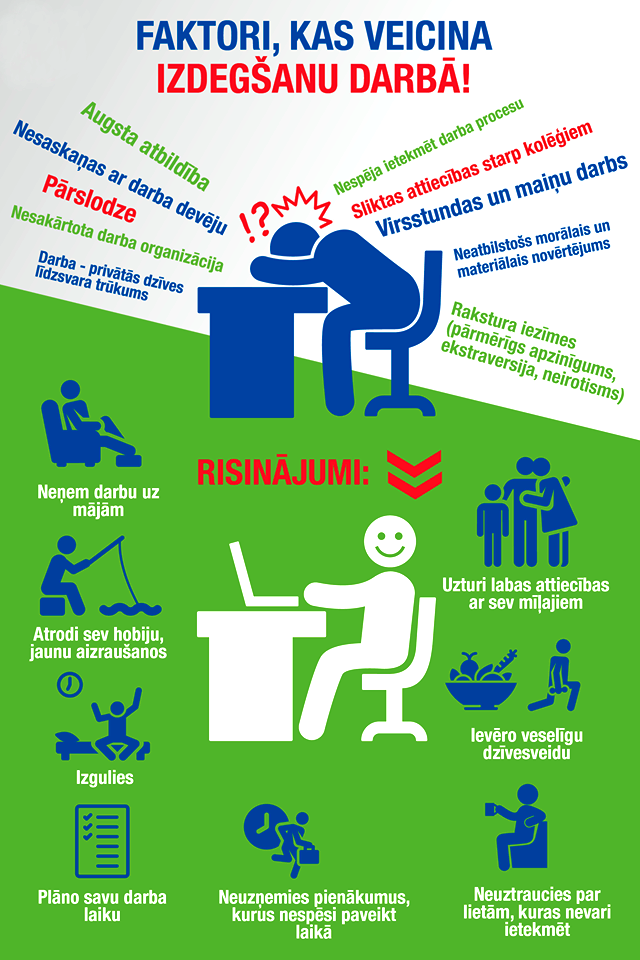 FAKTORI, KAS VEICINA
IZDEGŠANU DARBĀ!
Augsta atbildība
Nesaskaņas ar darba devēju
Pārslodze
Nesakārtota darba organizācija
Darba - privātās dzīves
līdzsvara trūkums
!?
Nespēja ietekmēt darba procesu
Sliktas attiecības starp kolēģiem
Virsstundas un maiņu darbs
Neatbilstošs morālais un
materiālais novērtējums
Rakstura iezīmes
(pārmērīgs apzinīgums,
ekstraversija, neirotisms)
RISINĀJUMI:
Neņem darbu uz
mājām
Atrodi sev hobiju,
jaunu aizraušanos
Izgulies
Plāno savu darba
laiku
Neuzņemies pienākumus,
kurus nespēsi paveikt
laikā
Uzturi labas attiecības
ar sev mīļajiem
Ievēro veselīgu
dzīvesveidu
Neuztraucies par
lietām, kuras nevari
ietekmēt